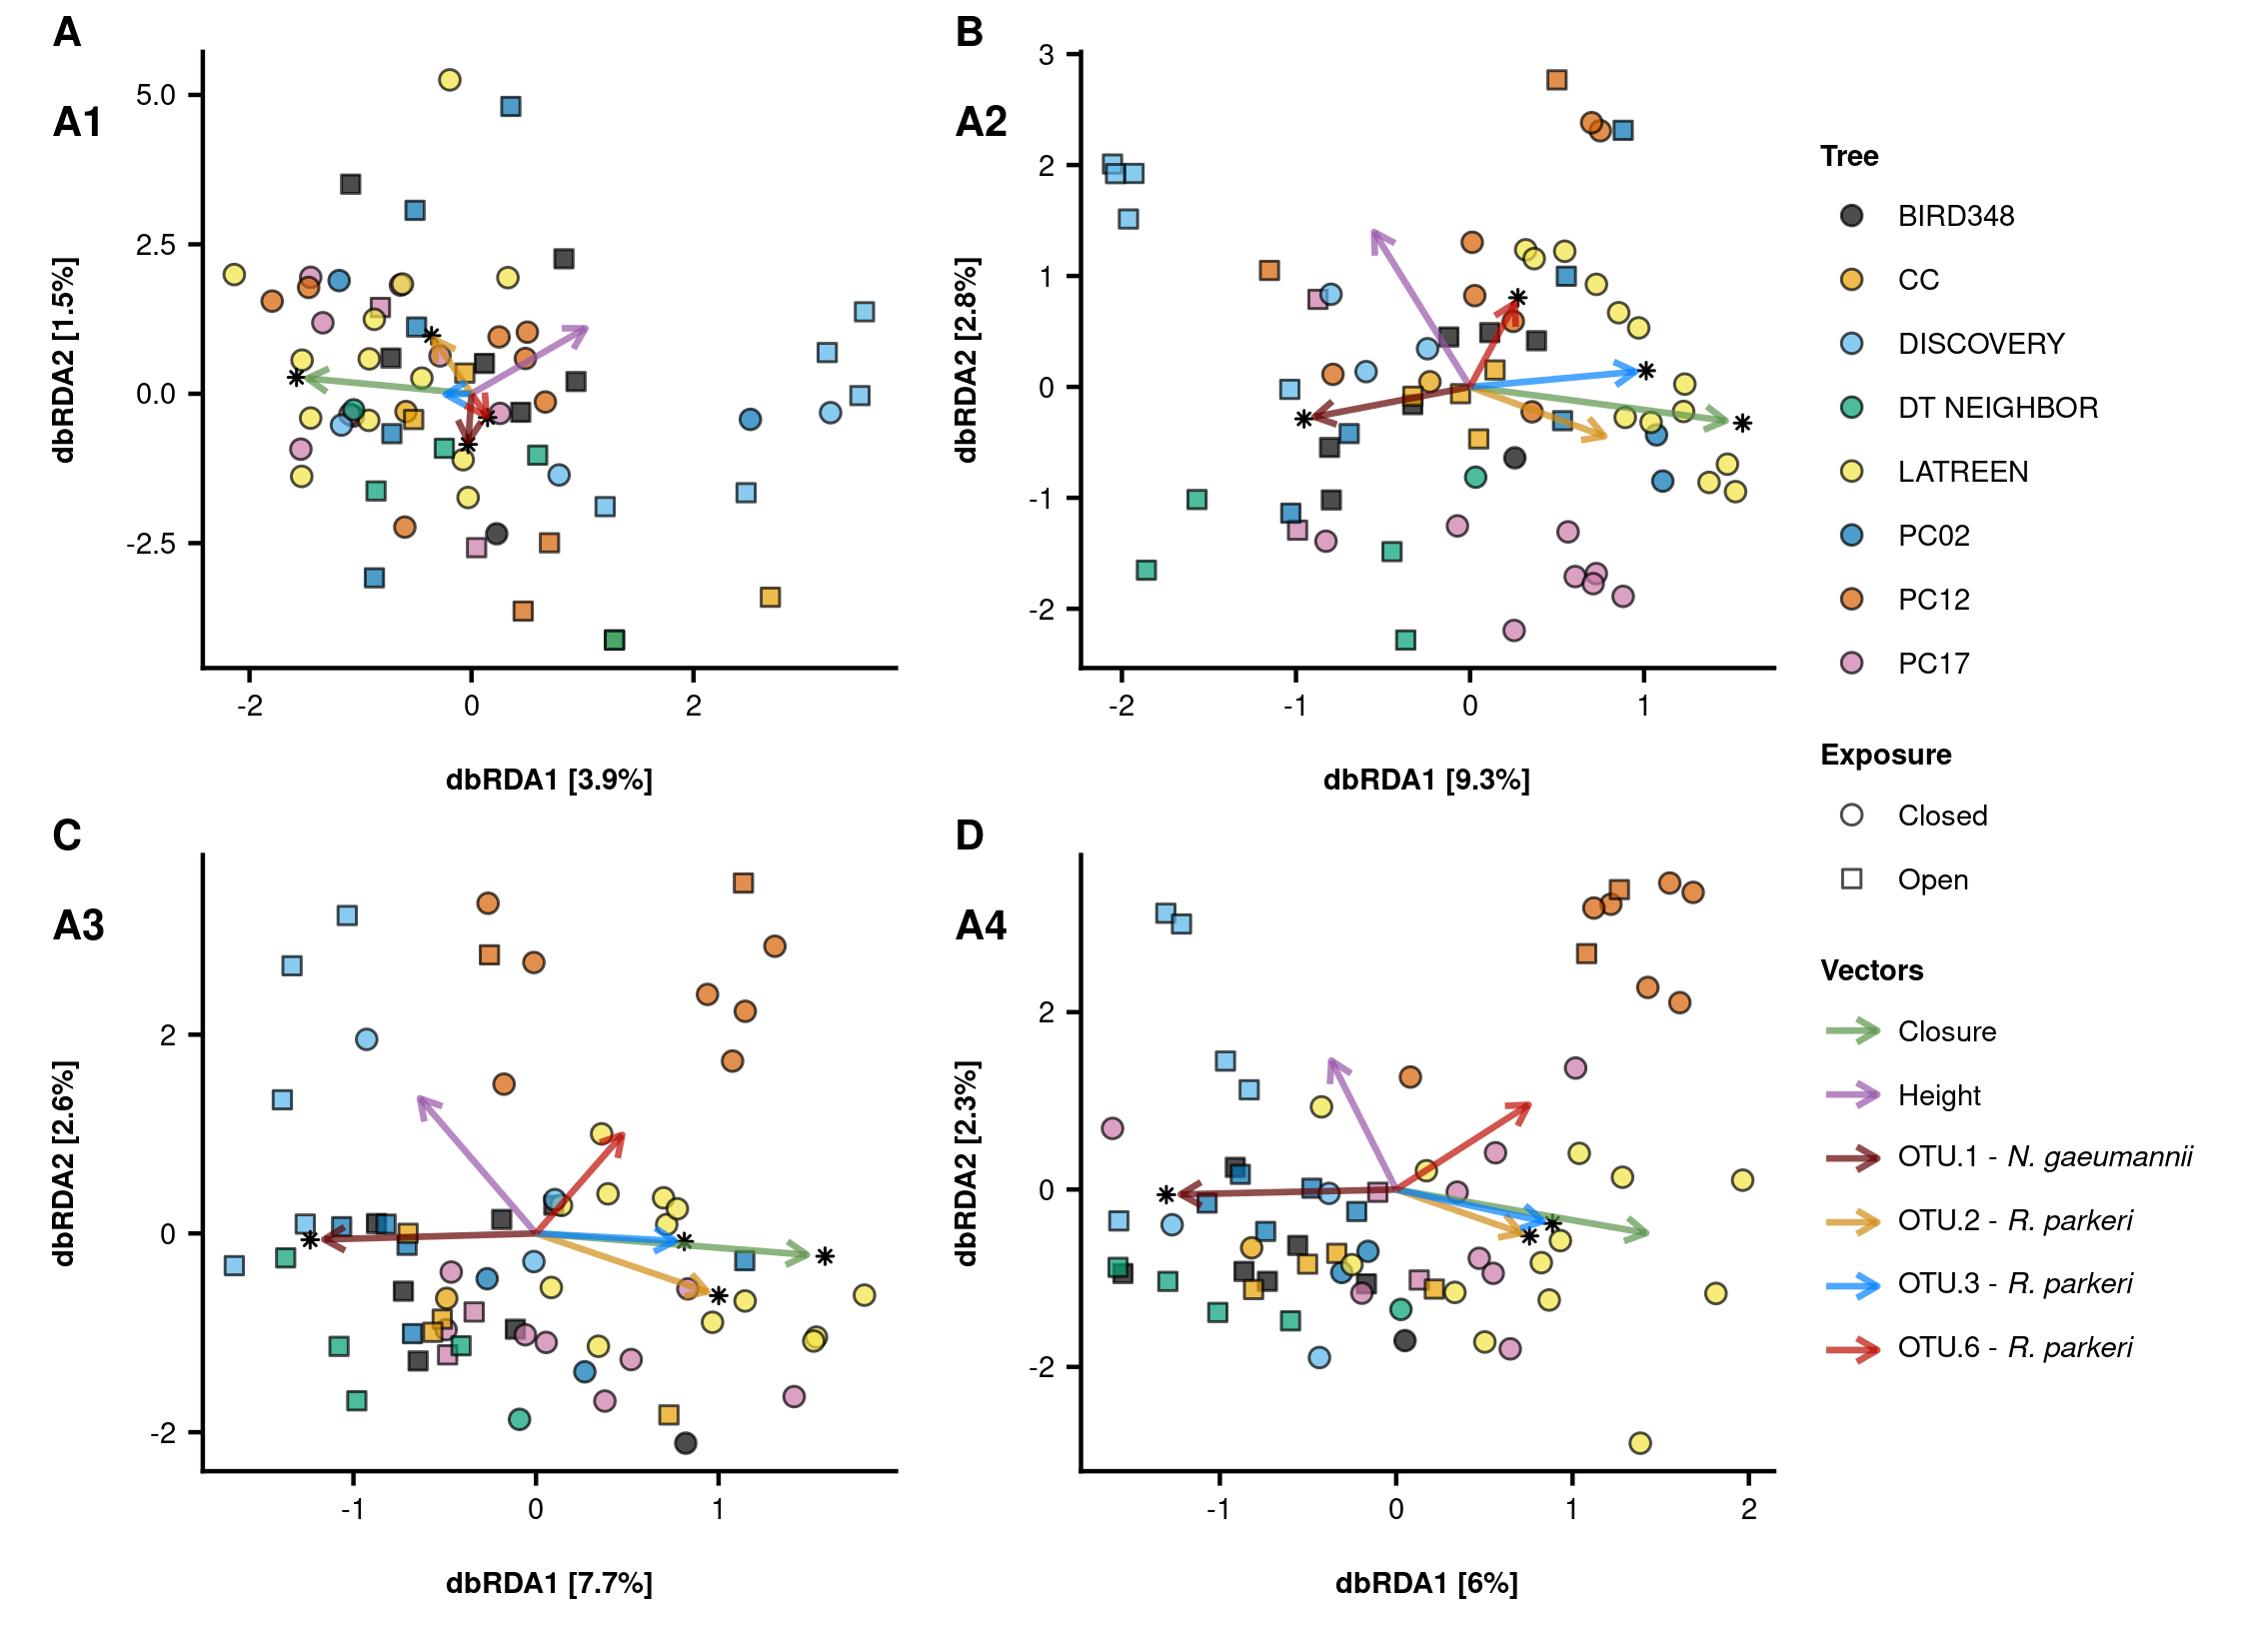 A
A1
5.0
2.5
0.0
-2.5
dbRDA2 [1.5%]
-2
0
2
dbRDA1 [3.9%]
B
A2
3
2
1
0
-1
-2
dbRDA2 [2.8%]
-2
-1
0
1
dbRDA1 [9.3%]
C
A3
2
0
-2
dbRDA2 [2.6%]
-1
0
1
dbRDA1 [7.7%]
D
A4
2
0
-2
dbRDA2 [2.3%]
-1
0
1
2
dbRDA1 [6%]
Tree
BIRD348
CC
DISCOVERY
DT NEIGHBOR
LATREEN
PC02
PC12
PC17
Exposure
Closed
Open
Vectors
Closure
Height
OTU.1 - N. gaeumannii
OTU.2 - R. parkeri
OTU.3 - R. parkeri
OTU.6 - R. parkeri